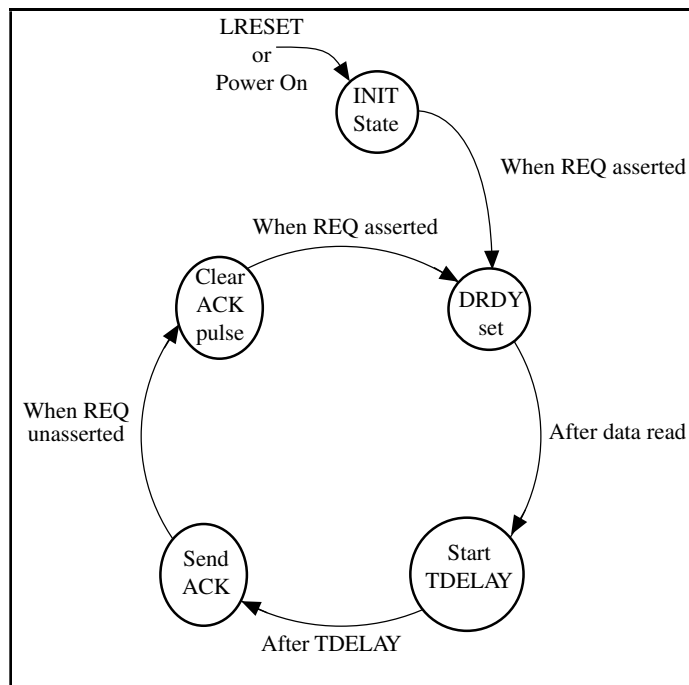 LRESET
or
Power On
INIT
State
When REQ asserted
When REQ asserted
Clear
ACK
pulse
DRDY
set
When REQ
unasserted
After data read
Send
ACK
Start
TDELAY
After TDELAY